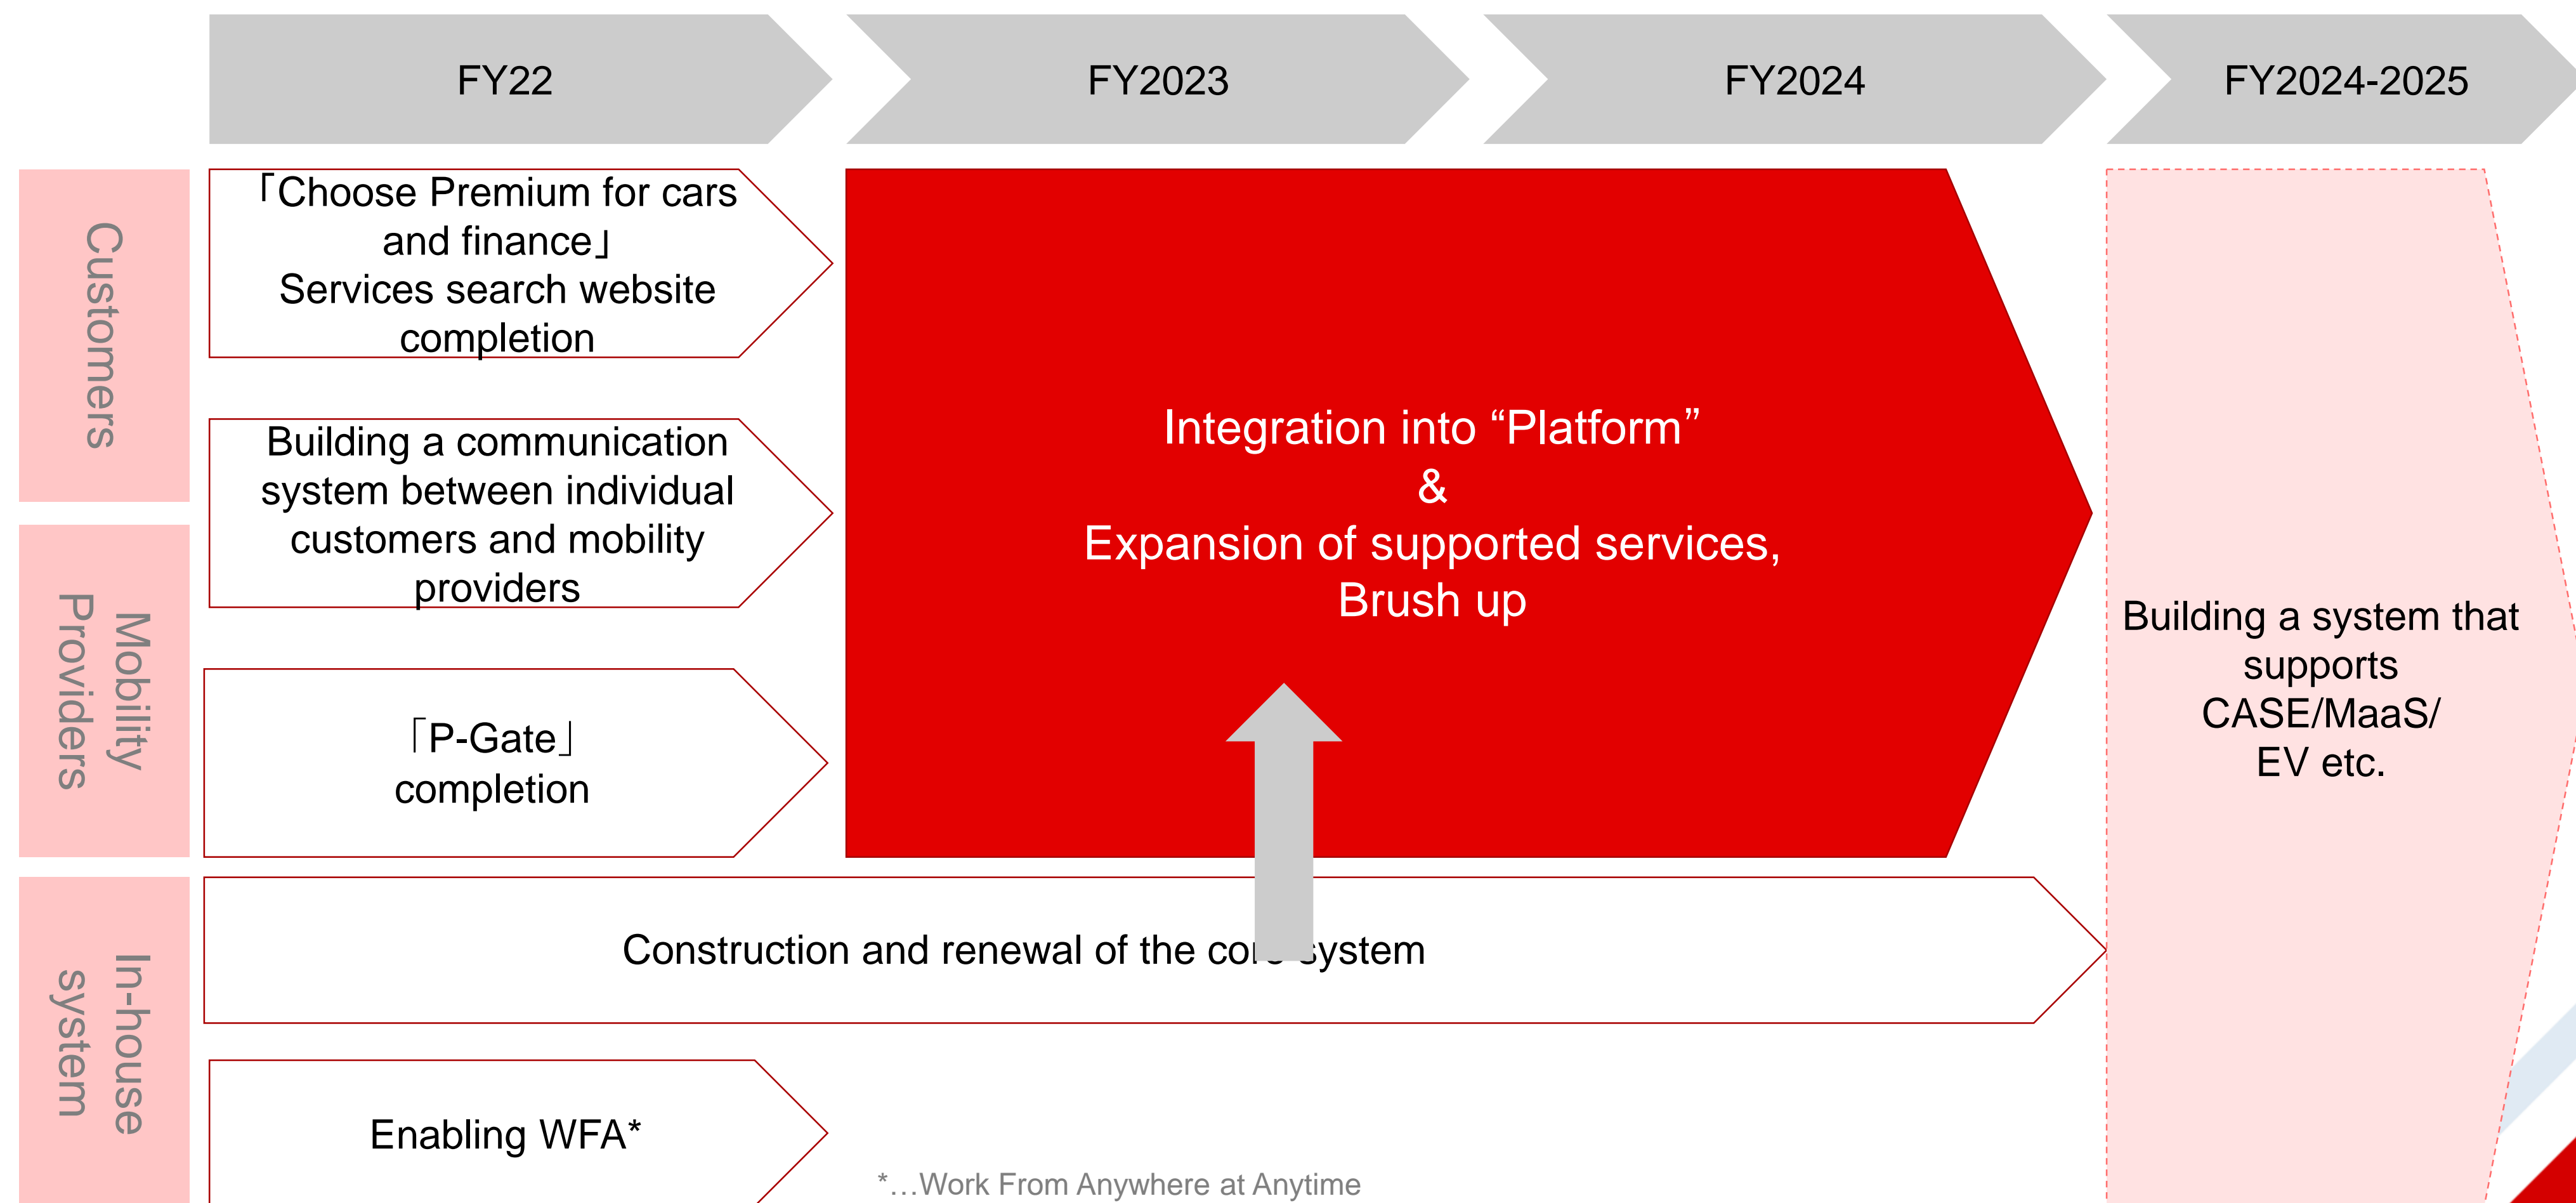 FY22
FY2023
FY2024
FY2024-2025
Customers
Mobility
Providers
In-house
system
「Choose Premium for cars
and finance」
Services search website
completion
Building a communication
system between individual
customers and mobility
providers
「P-Gate」
completion
Integration into “Platform”
&
Expansion of supported services,
Brush up
Building a system that
supports
CASE/MaaS/
EV etc.
Construction and renewal of the core system
Enabling WFA*
*…Work From Anywhere at Anytime